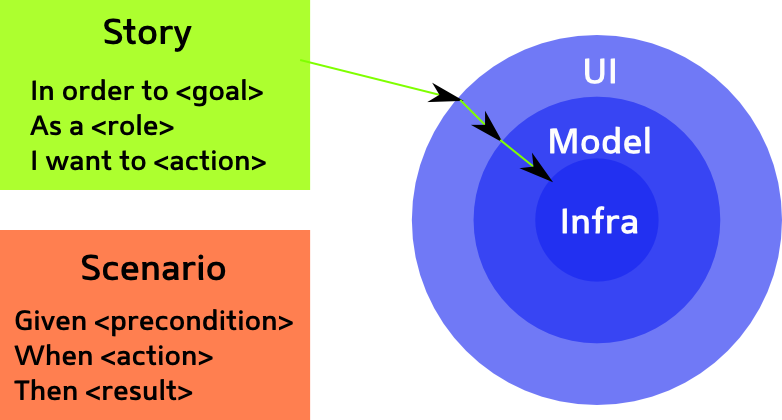 Story
In order to <goal>
As a <role>
I want to <action>
Scenario
Given <precondition>
When <action>
Then <result>
UI
Model
Infra